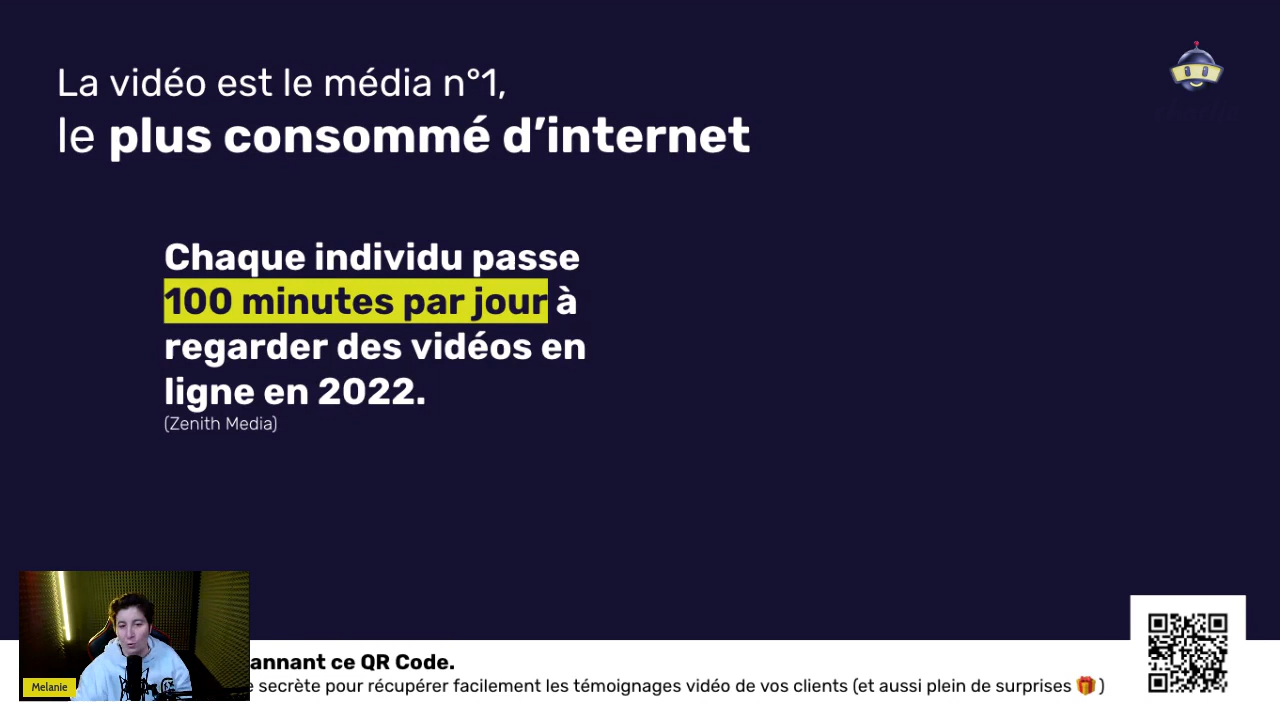 La vidéo est le média n°1,
le plus consommé d’internet
Chaque individu passe
100 minutes par jour à
regarder des vidéos en
ligne en 2022.
(Zenith Media)
annant ce QR Code.
e secrète pour récupérer facilement les témoignages vidéo de vos clients (et aussi plein de surprises 🎁)
Melanie